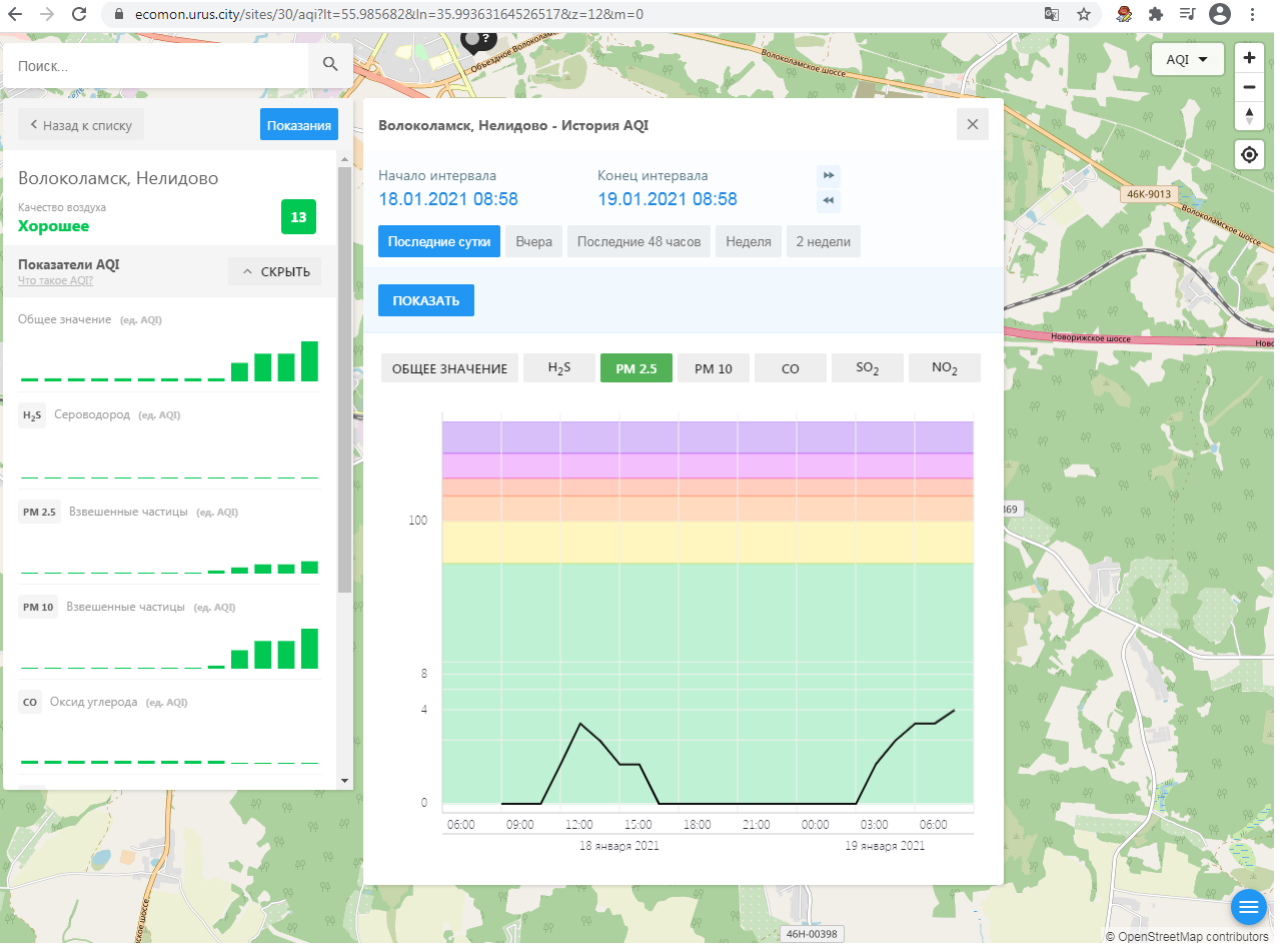 ecomon.urus.city/sites/30/aqi?lt=55.985682&ln=35.99363164526517&z=12&m=0
?
Объездное Волоколамск
Волоколамское шоссе
Поиск...
AQI
+
−
Назад к списку
Показания
Волоколамск, Нелидово
Качество воздуха
Хорошее
13
Показатели AQI
Что такое AQI?
СКРЫТЬ
Общее значение (ед. AQI)
H2S Сероводород (ед. AQI)
PM 2.5 Взвешенные частицы (ед. AQI)
PM 10 Взвешенные частицы (ед. AQI)
CO Оксид углерода (ед. AQI)
Волоколамск, Нелидово - История AQI
Начало интервала
18.01.2021 08:58
Конец интервала
19.01.2021 08:58
Последние сутки
Вчера
Последние 48 часов
Неделя
2 недели
ПОКАЗАТЬ
ОБЩЕЕ ЗНАЧЕНИЕ
H2S
PM 2.5
PM 10
CO
SO2
NO2
100
8
4
0
06:00 09:00 12:00 15:00 18:00 21:00 00:00 03:00 06:00
18 января 2021 19 января 2021
46К-9013
Волоколамское шоссе
Новорижское шоссе
Ново
369
46Н-00398
© OpenStreetMap contributors